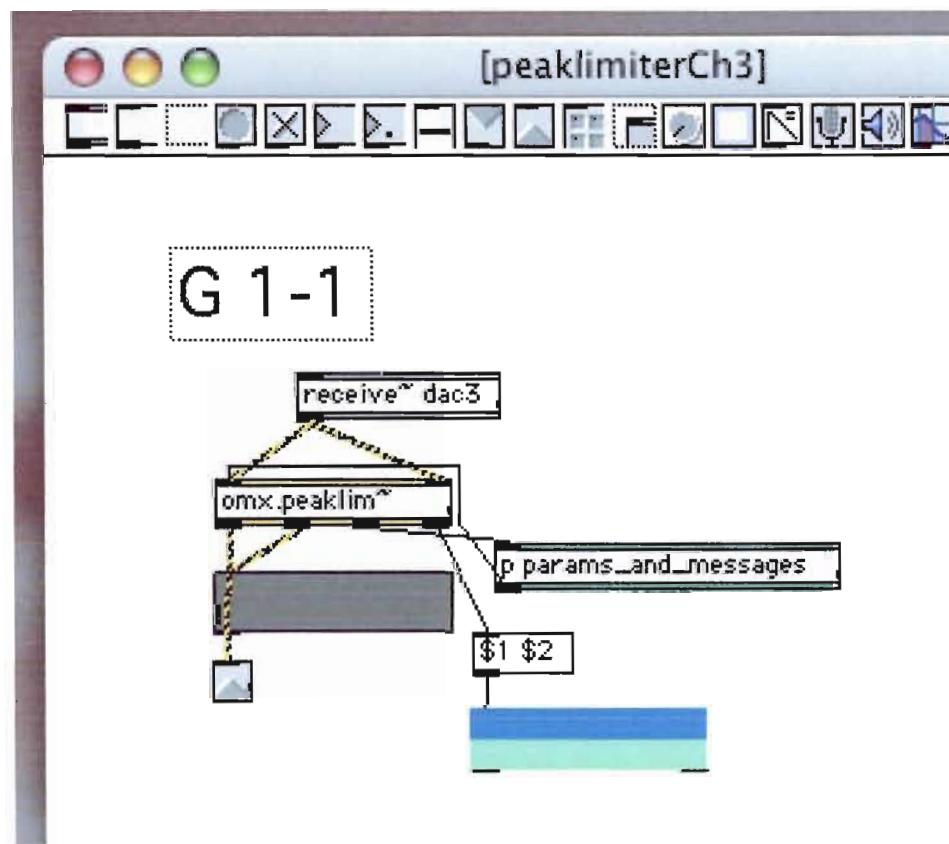 [peaklimiterCh3]
G 1-1
receive~ dac3
omx.peaklim~
p params_and_messages
$1 $2